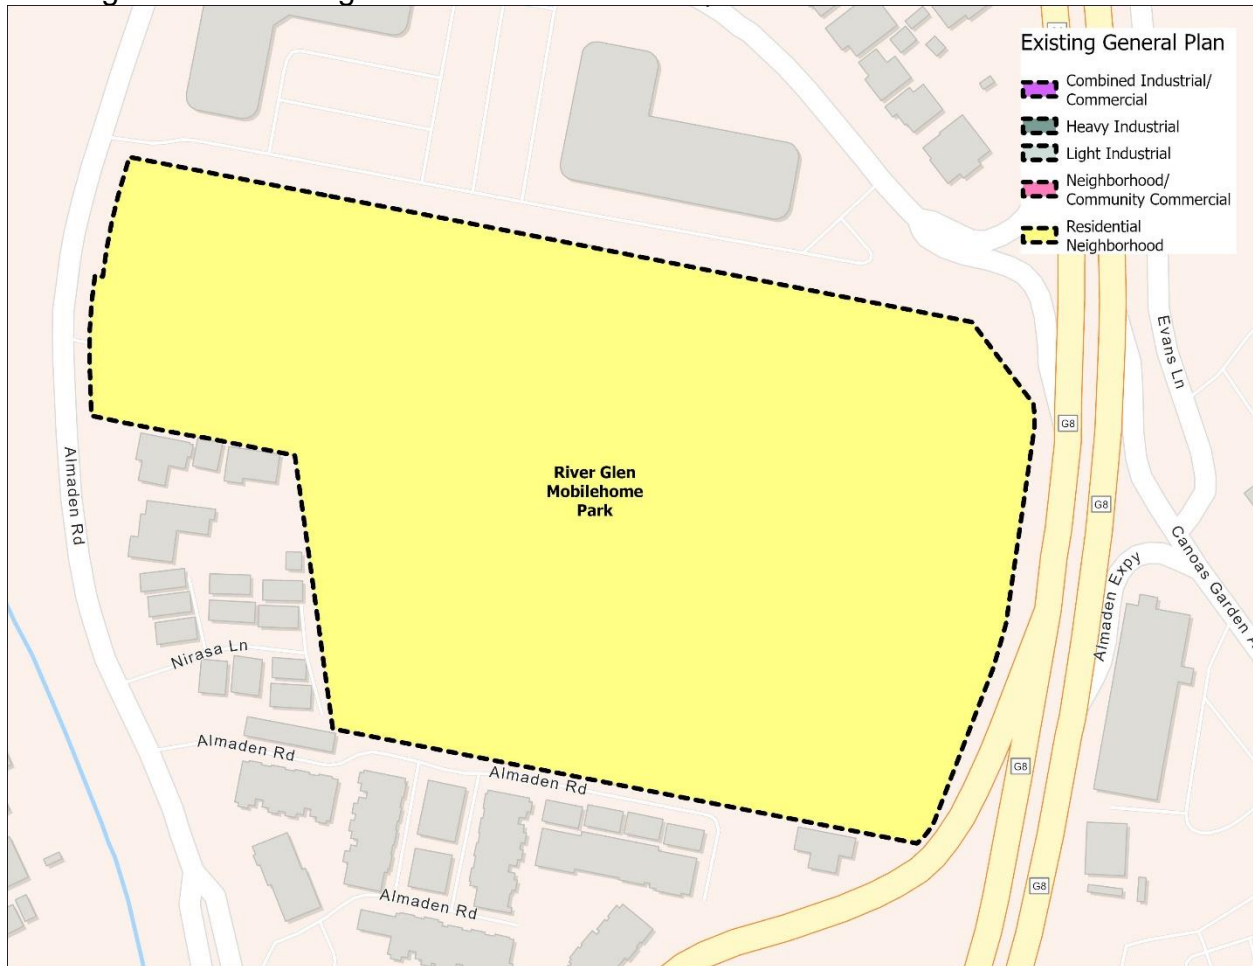 Existing General Plan
Combined Industrial/
Commercial
Heavy Industrial
Light Industrial
Neighborhood/
Community Commercial
Residential
Neighborhood
Evans Ln
G8
Almaden Rd
River Glen
Mobilehome
Park
G8
Canoas Garden A
Almaden Expy
Nirasa Ln
Almaden Rd
Almaden Rd
G8
G8
Almaden Rd